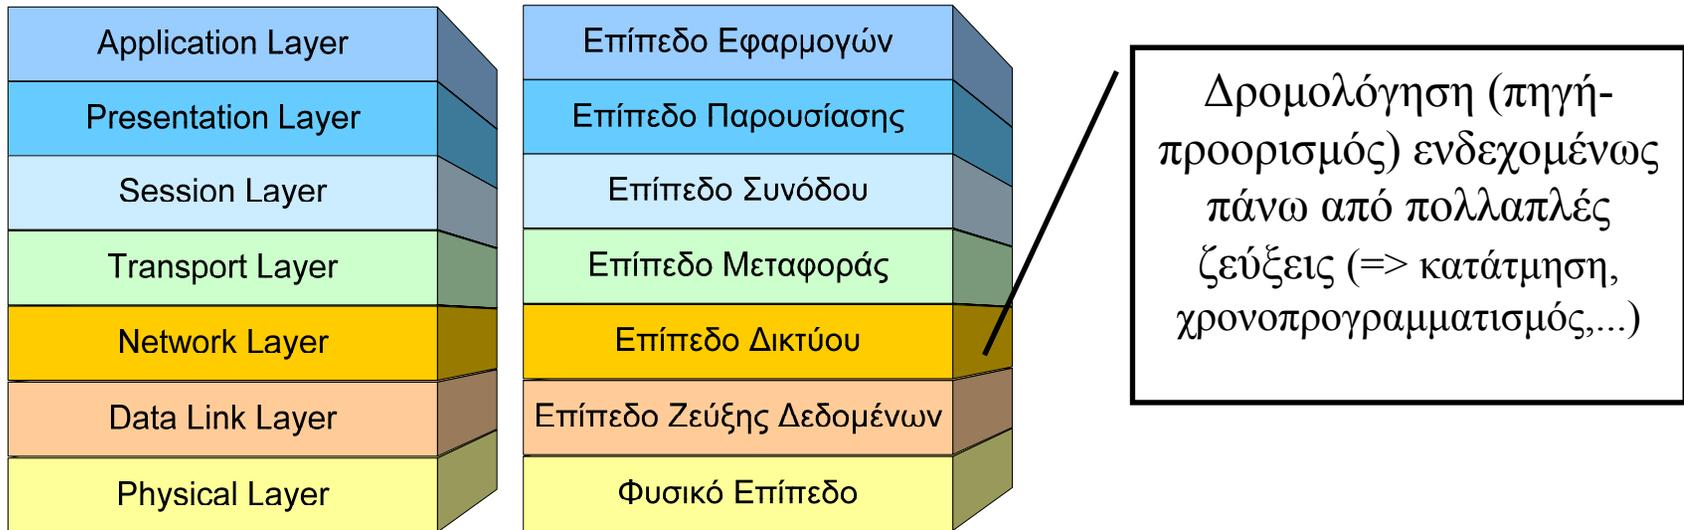 Application Layer
Presentation Layer
Session Layer
Transport Layer
Network Layer
Data Link Layer
Physical Layer
Επίπεδο Εφαρμογών
Επίπεδο Παρουσίασης
Επίπεδο Συνόδου
Επίπεδο Μεταφοράς
Επίπεδο Δικτύου
Επίπεδο Ζεύξης Δεδομένων
Φυσικό Επίπεδο
Δρομολόγηση (πηγή-
προορισμός) ενδεχομένως
πάνω από πολλαπλές
ζεύξεις (=> κατάτμηση,
χρονοπρογραμματισμός,...)